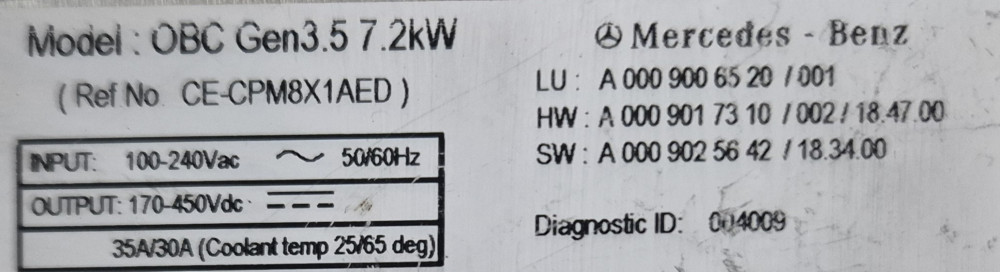 Model : OBC Gen3.5 7.2kW
( Ref No. CE-CPM8X1AED )
INPUT: 100-240Vac 50/60Hz
OUTPUT: 170-450Vdc
35A/30A (Coolant temp 25/65 deg)
Mercedes - Benz
LU : A 000 900 65 20 / 001
HW : A 000 901 73 10 / 002 / 18.47.00
SW : A 000 902 56 42 / 18.34.00
Diagnostic ID: 004009